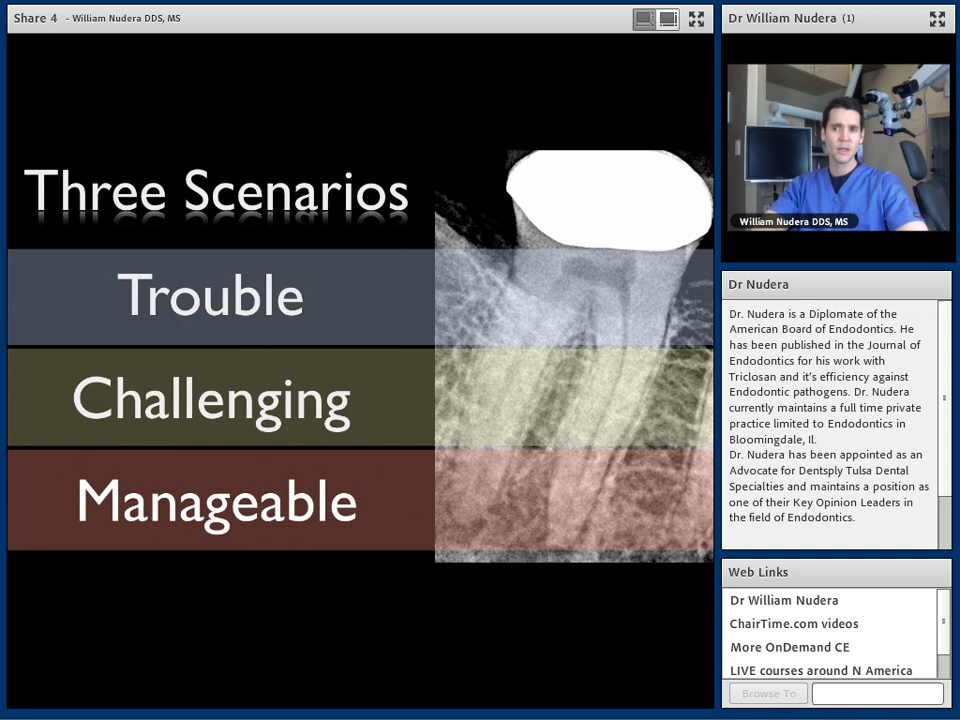 Share 4 - William Nudera DDS, MS
Three Scenarios
Trouble
Challenging
Manageable
Dr William Nudera (1)
William Nudera DDS, MS
Dr Nudera
Dr. Nudera is a Diplomate of the
American Board of Endodontics. He
has been published in the Journal of
Endodontics for his work with
Triclosan and it's efficiency against
Endodontic pathogens. Dr. Nudera
currently maintains a full time private
practice limited to Endodontics in
Bloomingdale, Il.
Dr. Nudera has been appointed as an
Advocate for Dentsply Tulsa Dental
Specialties and maintains a position as
one of their Key Opinion Leaders in
the field of Endodontics.
Web Links
Dr William Nudera
ChairTime.com videos
More OnDemand CE
LIVE courses around N America
Browse To